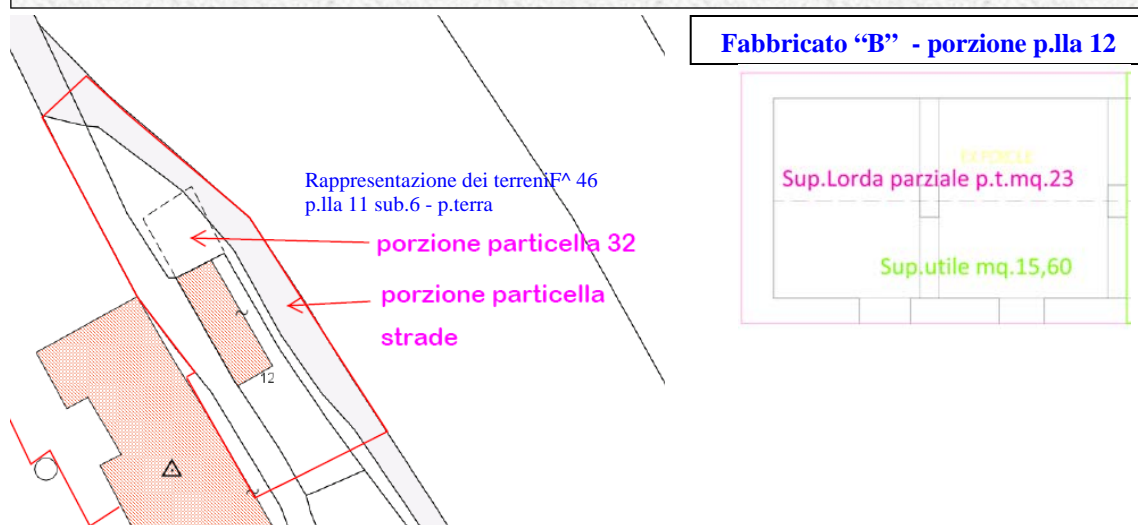 Fabbricato “B” - porzione p.lla 12
Rappresentazione dei terreniF^ 46
p.lla 11 sub.6 - p.terra
porzione particella 32
porzione particella
strade
12
Sup.Lorda parziale p.t.mq.23
Sup.utile mq.15,60